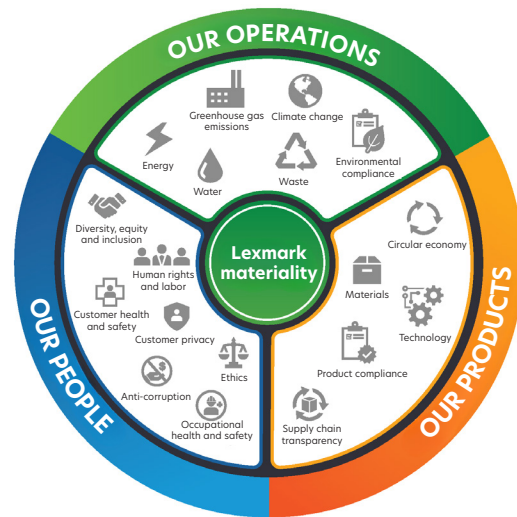 OUR OPERATIONS
Greenhouse gas
emissions
Climate change
Energy
Water
Waste
Environmental
compliance
Lexmark
materiality
OUR PEOPLE
Diversity, equity
and inclusion
Human rights
and labor
Customer health
and safety
Customer privacy
Ethics
Anti-corruption
Occupational
health and safety
OUR PRODUCTS
Circular economy
Materials
Technology
Product compliance
Supply chain
transparency